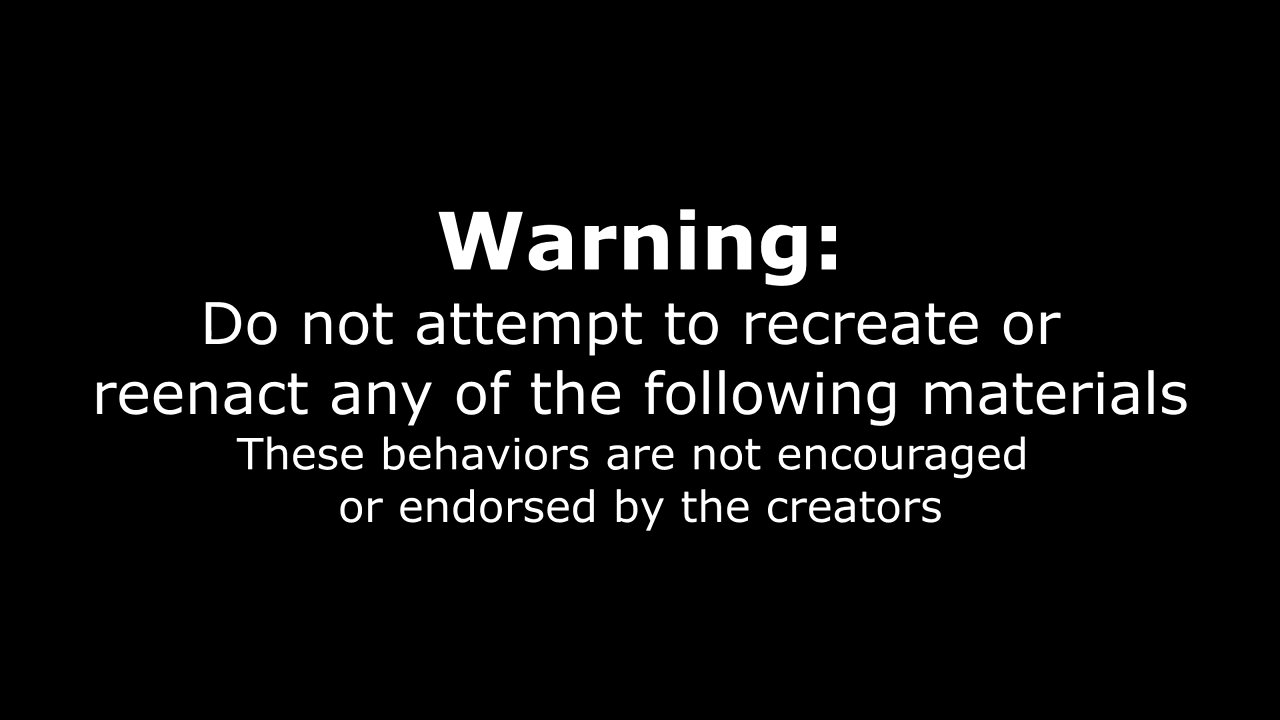 Warning:
Do not attempt to recreate or
reenact any of the following materials
These behaviors are not encouraged
or endorsed by the creators